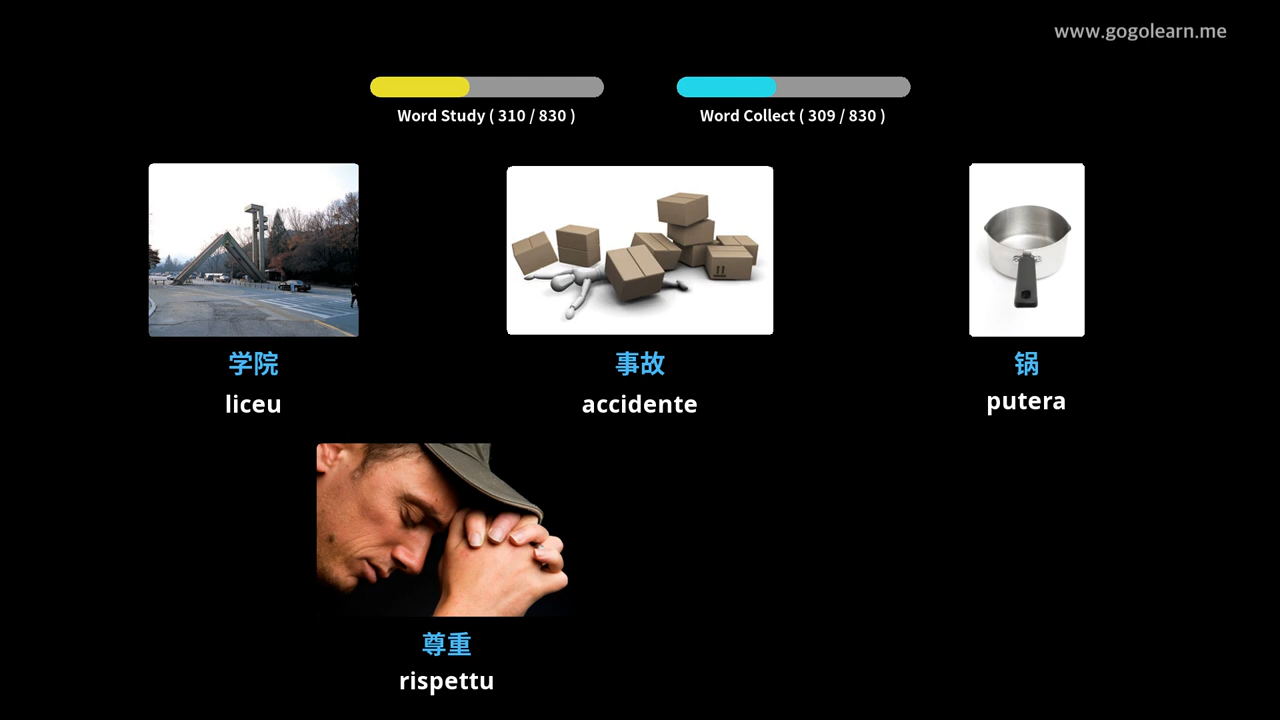 www.gogolearn.me
Word Study ( 310 / 830 )
Word Collect ( 309 / 830 )
学院
liceu
事故
accidente
锅
putera
尊重
rispettu